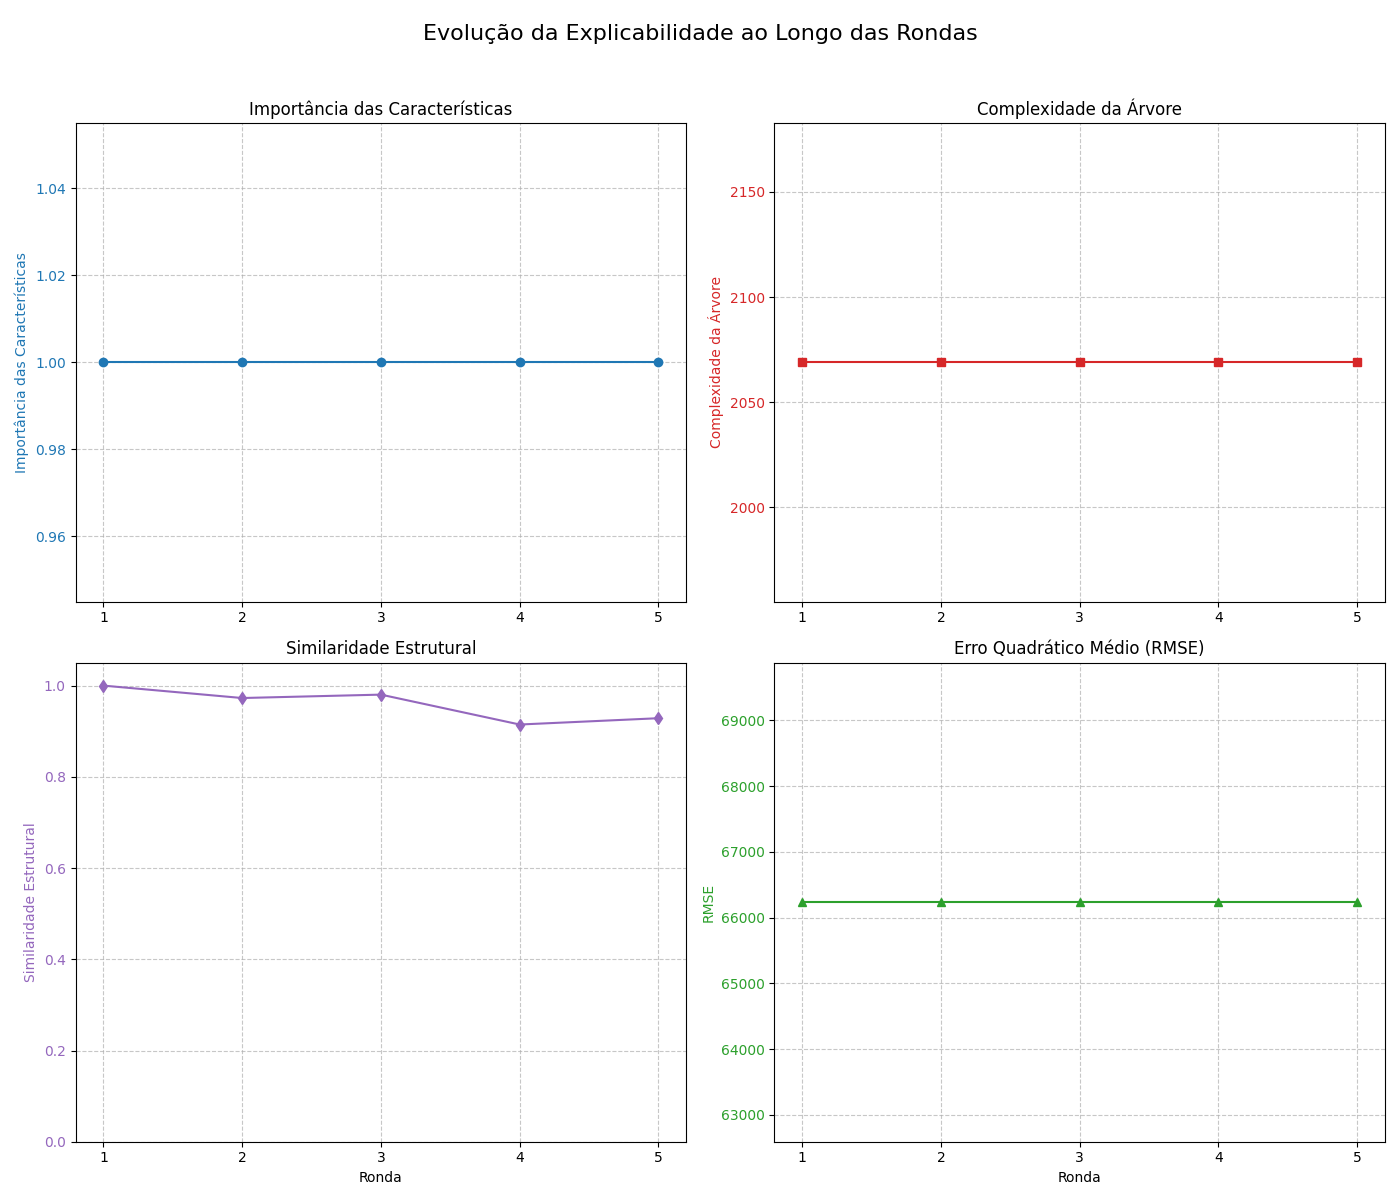 Evolução da Explicabilidade ao Longo das Rondas
Importância das Características
Importância das Características
1.04
1.02
1.00
0.98
0.96
1 2 3 4 5
Complexidade da Árvore
Complexidade da Árvore
2150
2100
2050
2000
1 2 3 4 5
Similaridade Estrutural
Similaridade Estrutural
1.0
0.8
0.6
0.4
0.2
0.0
1 2 3 4 5
Ronda
Erro Quadrático Médio (RMSE)
RMSE
69000
68000
67000
66000
65000
64000
63000
1 2 3 4 5
Ronda